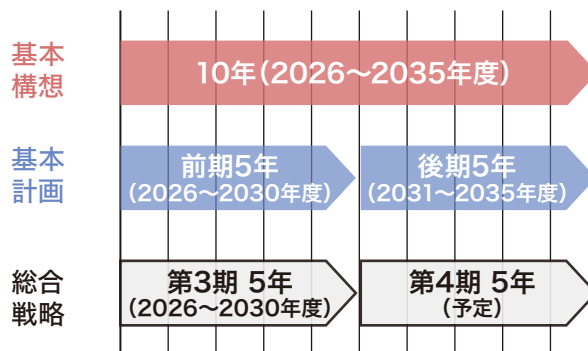 基本
構想
10年(2026〜2035年度)
基本
計画
前期5年
(2026〜2030年度)
後期5年
(2031〜2035年度)
総合
戦略
第3期 5年
(2026〜2030年度)
第4期 5年
(予定)